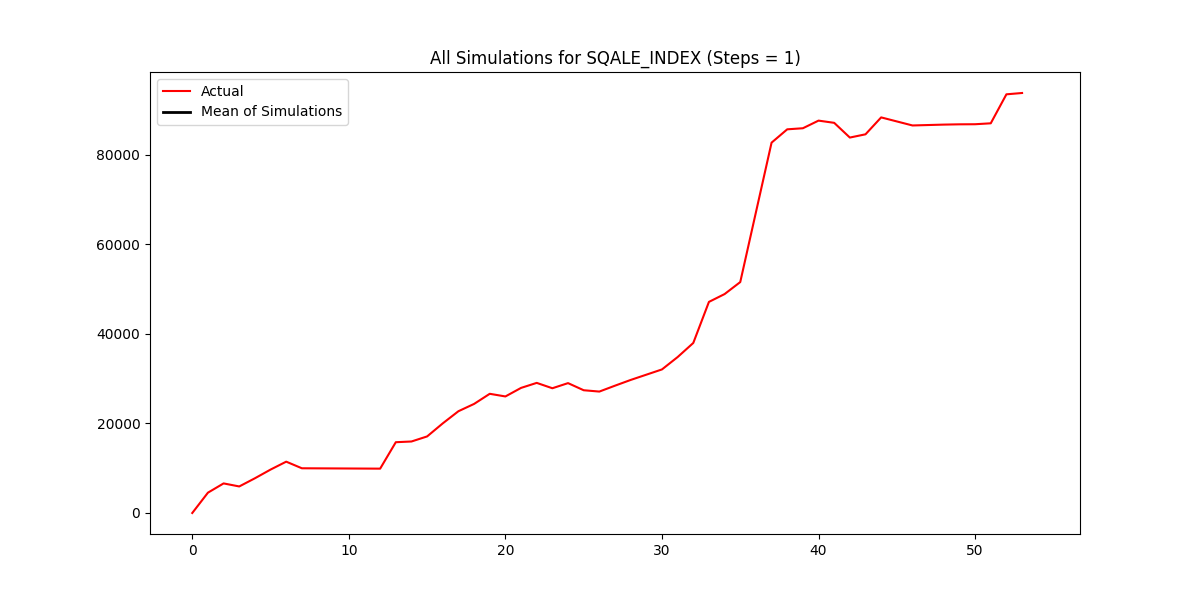 All Simulations for SQALE_INDEX (Steps = 1)
Actual
Mean of Simulations
80000
60000
40000
20000
0
0 10 20 30 40 50